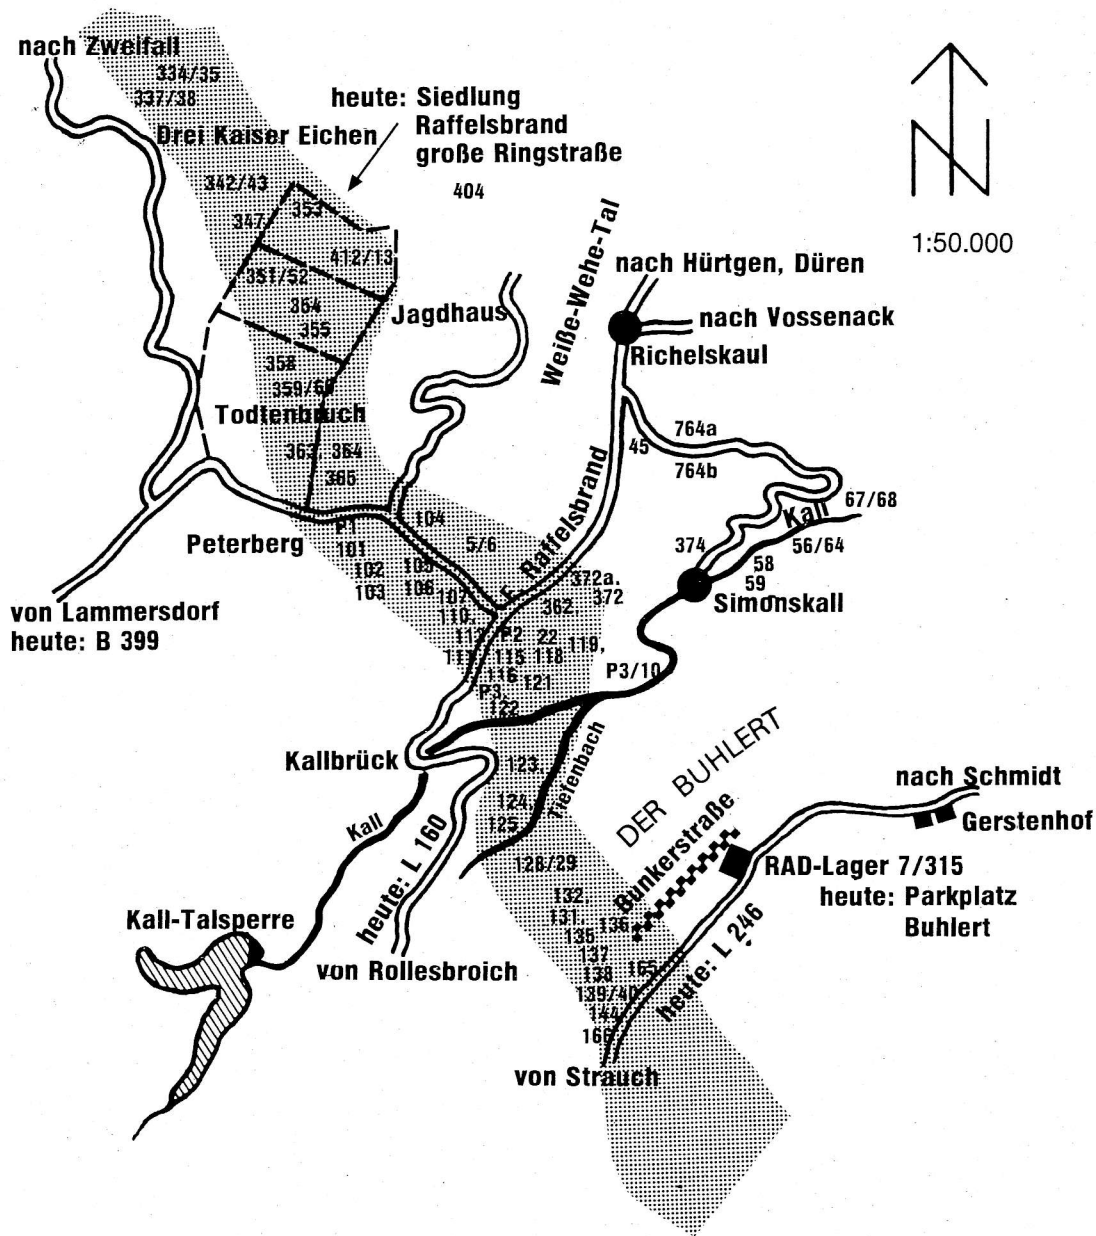 nach Zweifall
334/35
337/38
Drei Kaiser Eichen
heute: Siedlung
Raffelsbrand
große Ringstraße
404
342/43
353
347
412/13
351/52
354
355
358
359/60
Todtenbruch
363
364
365
Jagdhaus
Weiße-Wehe-Tal
N
1:50.000
nach Hürtgen, Düren
nach Vossenack
Richelskaul
45
764a
764b
67/68
Kall
56/64
374
58
59
Simonskall
Peterberg
P1
101
102
103
104
105
106
107
5/6
F. Raffelsbrand
372a.
372
362,
110,
112
111
P2
22
119,
115
118
116
121
P3,
122
P3/10
von Lammersdorf
heute: B 399
Kallbrück
123,
124,
125,
Tiefenbach
128/29
Kall
heute: L 160
Kall-Talsperre
von Rollesbroich
DER BUHLERT
Bunkerstraße
nach Schmidt
Gerstenhof
RAD-Lager 7/315
heute: Parkplatz
Buhlert
132,
131,
136,
135
137
138
165,
139/40
144
166
heute: L 246
von Strauch